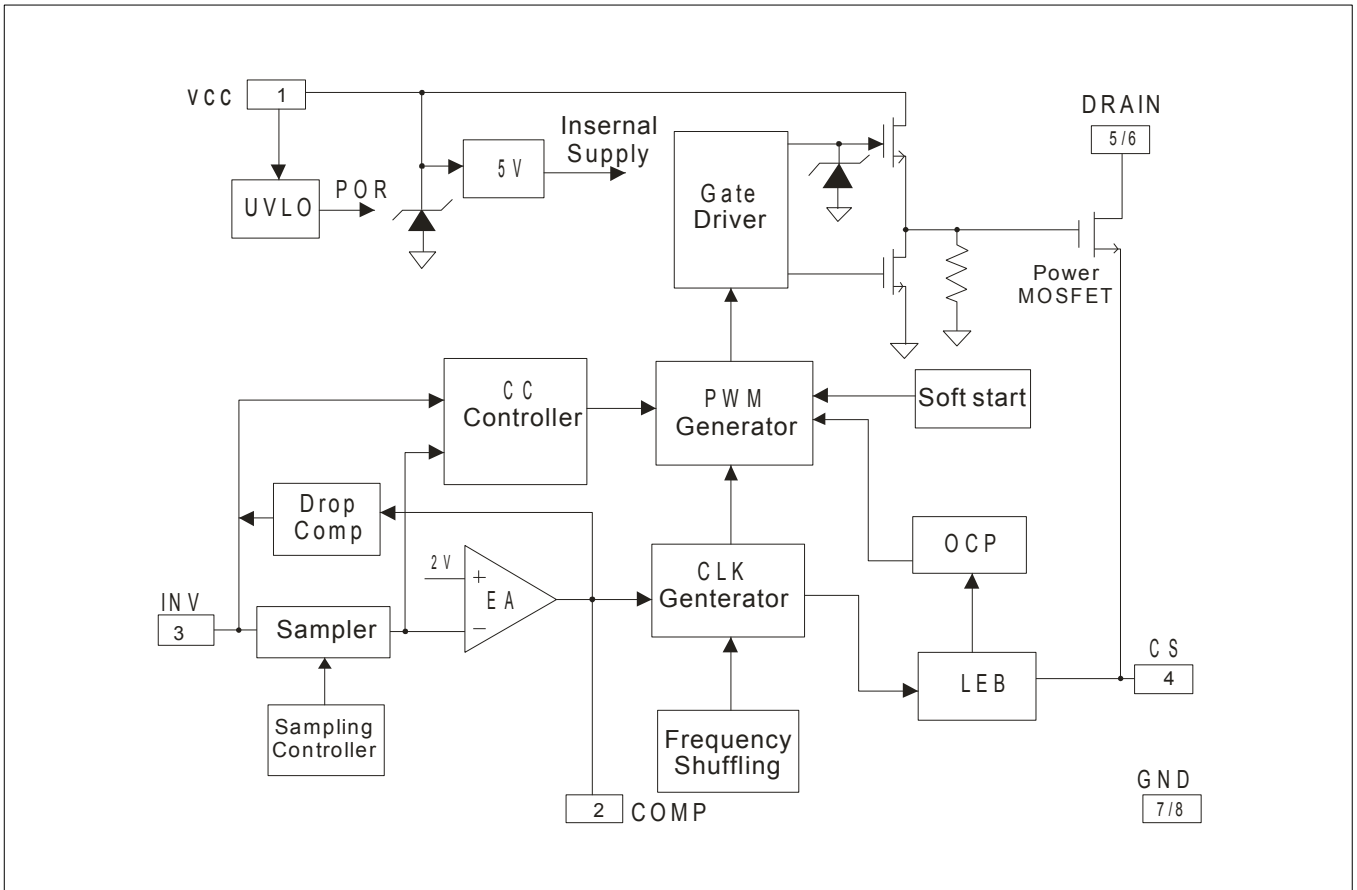 VCC
1
DRAIN
5/6
Insernal
Supply
5V
POR
UVLO
Gate
Driver
Power
MOSFET
CC
Controller
PWM
Generator
Soft start
Drop
Comp
OCP
2V
+
EA
−
CLK
Genterator
INV
3
Sampler
CS
4
LEB
Sampling
Controller
Frequency
Shuffling
GND
7/8
2
COMP